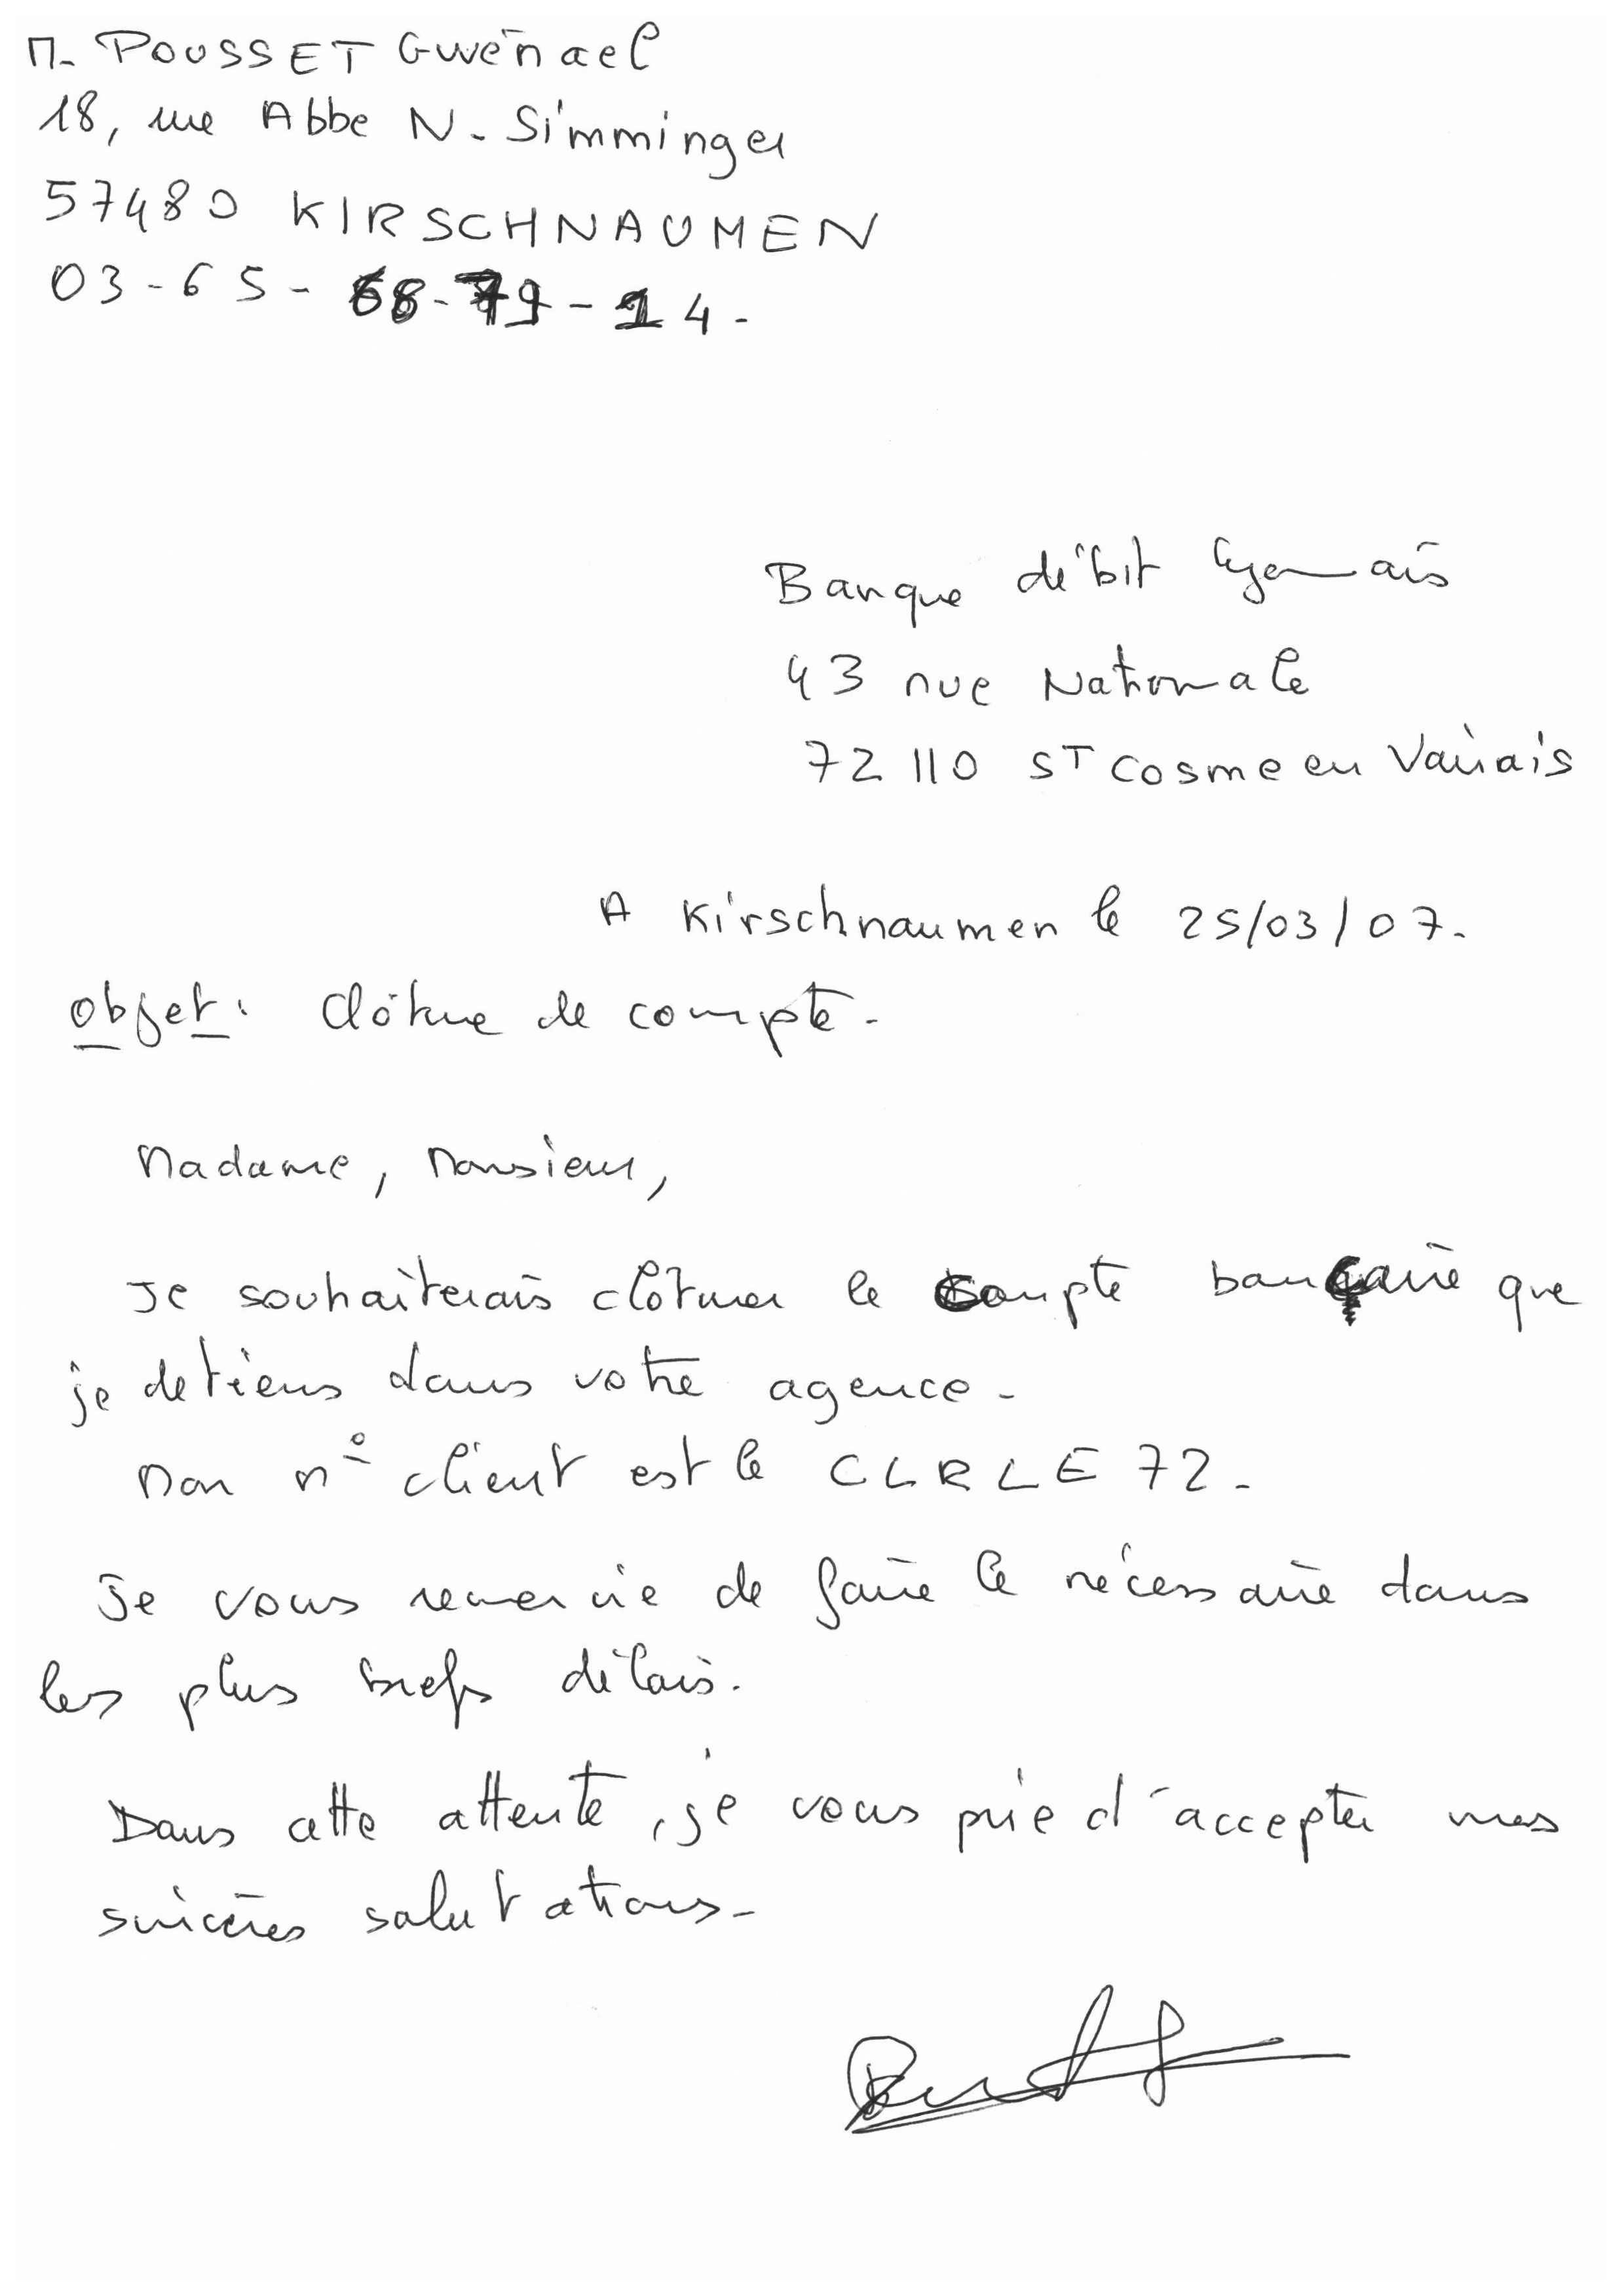 M. POUSSET Gwénael
18, rue Abbe N. Simminger
57480 KIRSCHNAUMEN
03-65-68-79-14.
Banque débit lyonnais
43 rue Nationale
72110 ST Cosme en Vairais
A Kirschnaumen le 25/03/07.
Objet : Clôture de compte.
Madame, Monsieur,
Je souhaiterais clôturer le compte bancaire que
je detiens dans votre agence.
Mon n° client est le CLRLE72.
Je vous remercie de faire le nécessaire dans
les plus brefs délais.
Dans cette attente, je vous prie d'accepter mes
sincères salutations.